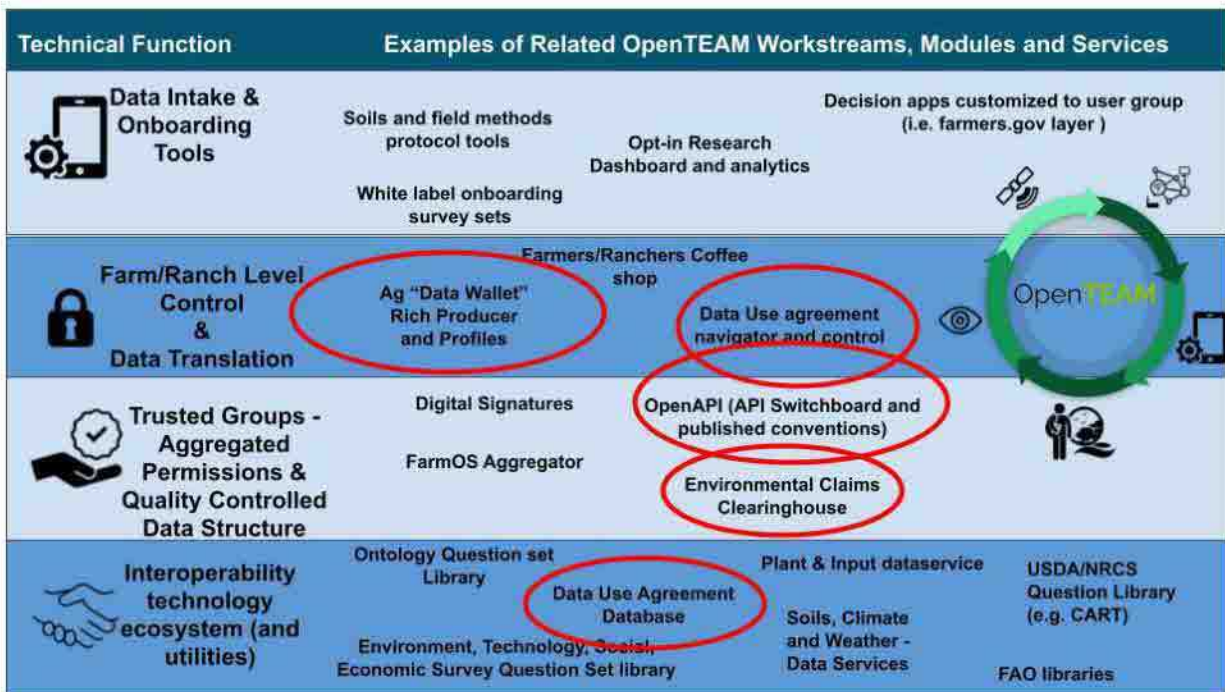 Technical Function
Examples of Related OpenTEAM Workstreams, Modules and Services
Data Intake &
Onboarding
Tools
Soils and field methods
protocol tools
White label onboarding
survey sets
Opt-in Research
Dashboard and analytics
Decision apps customized to user group
(i.e. farmers.gov layer )
Farm/Ranch Level
Control
&
Data Translation
Farmers/Ranchers Coffee
shop
Ag “Data Wallet”
Rich Producer
and Profiles
Data Use agreement
navigator and control
OpenTEAM
Trusted Groups -
Aggregated
Permissions &
Quality Controlled
Data Structure
Digital Signatures
FarmOS Aggregator
OpenAPI (API Switchboard and
published conventions)
Environmental Claims
Clearinghouse
Interoperability
technology
ecosystem (and
utilities)
Ontology Question set
Library
Data Use Agreement
Database
Environment, Technology, Social,
Economic Survey Question Set library
Plant & Input dataservice
Soils, Climate
and Weather -
Data Services
USDA/NRCS
Question Library
(e.g. CART)
FAO libraries